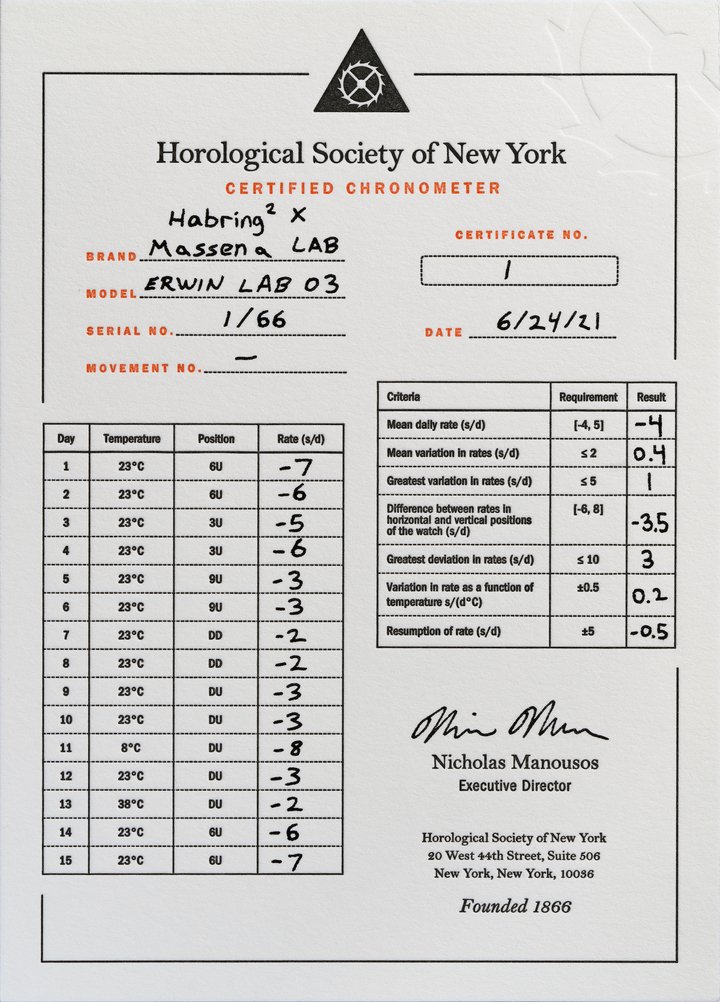 Horological Society of New York
CERTIFIED CHRONOMETER
Habring² X
BRAND Massena LAB
MODEL ERWIN LAB 03
SERIAL NO. 1/66
MOVEMENT NO. —
CERTIFICATE NO.
1
DATE 6/24/21
Day Temperature Position Rate (s/d)
1 23°C 6U -7
2 23°C 6U -6
3 23°C 3U -5
4 23°C 3U -6
5 23°C 9U -3
6 23°C 9U -3
7 23°C DD -2
8 23°C DD -2
9 23°C DU -3
10 23°C DU -3
11 8°C DU -8
12 23°C DU -3
13 38°C DU -2
14 23°C 6U -6
15 23°C 6U -7
Criteria Requirement Result
Mean daily rate (s/d) [-4, 5] -4
Mean variation in rates (s/d) ≤ 2 0.4
Greatest variation in rates (s/d) ≤ 5 1
Difference between rates in [-6, 8]
horizontal and vertical positions -3.5
of the watch (s/d)
Greatest deviation in rates (s/d) ≤ 10 3
Variation in rate as a function of ±0.5
temperature s/(d°C) 0.2
Resumption of rate (s/d) ±5 -0.5
Nicholas Manousos
Executive Director
Horological Society of New York
20 West 44th Street, Suite 506
New York, New York, 10036
Founded 1866